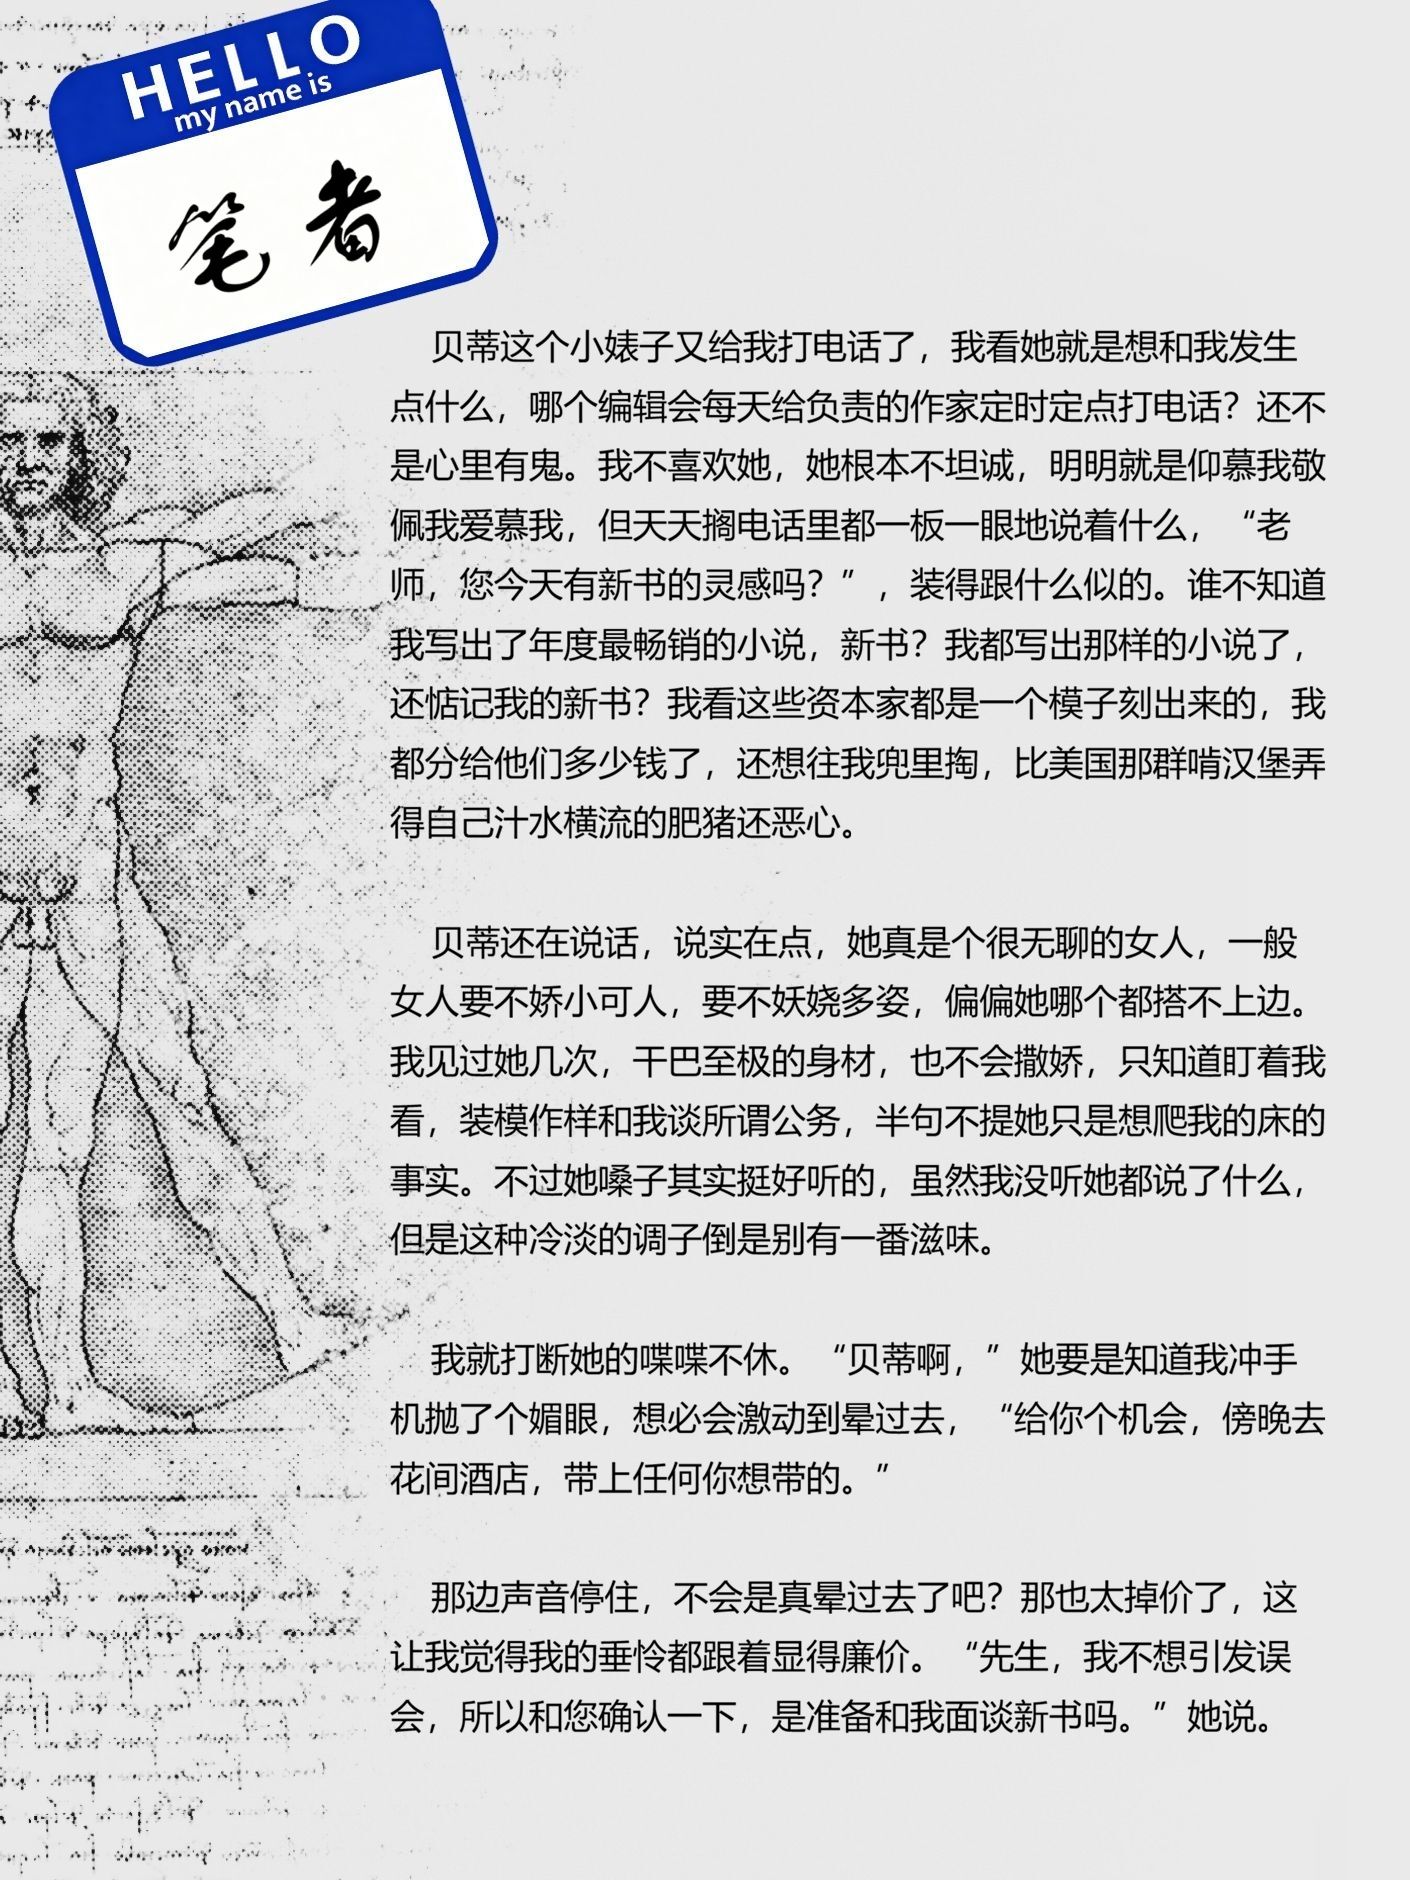 HELLO
my name is
笔者
贝蒂这个小婊子又给我打电话了，我看她就是想和我发生
点什么，哪个编辑会每天给负责的作家定时定点打电话？还不
是心里有鬼。我不喜欢她，她根本不坦诚，明明就是仰慕我敬
佩我爱慕我，但天天搁电话里都一板一眼地说着什么，“老
师，您今天有新书的灵感吗？”，装得跟什么似的。谁不知道
我写出了年度最畅销的小说，新书？我都写出那样的小说了，
还惦记我的新书？我看这些资本家都是一个模子刻出来的，我
都分给他们多少钱了，还想往我兜里掏，比美国那群啃汉堡弄
得自己汁水横流的肥猪还恶心。
贝蒂还在说话，说实在点，她真是个很无聊的女人，一般
女人要不娇小可人，要不妖娆多姿，偏偏她哪个都搭不上边。
我见过她几次，干巴至极的身材，也不会撒娇，只知道盯着我
看，装模作样和我谈所谓公务，半句不提她只是想爬我的床的
事实。不过她嗓子其实挺好听的，虽然我没听她都说了什么，
但是这种冷淡的调子倒是别有一番滋味。
我就打断她的喋喋不休。“贝蒂啊，”她要是知道我冲手
机抛了个媚眼，想必会激动到晕过去，“给你个机会，傍晚去
花间酒店，带上任何你想带的。”
那边声音停住，不会是真晕过去了吧？那也太掉价了，这
让我觉得我的垂怜都跟着显得廉价。“先生，我不想引发误
会，所以和您确认一下，是准备和我面谈新书吗。”她说。